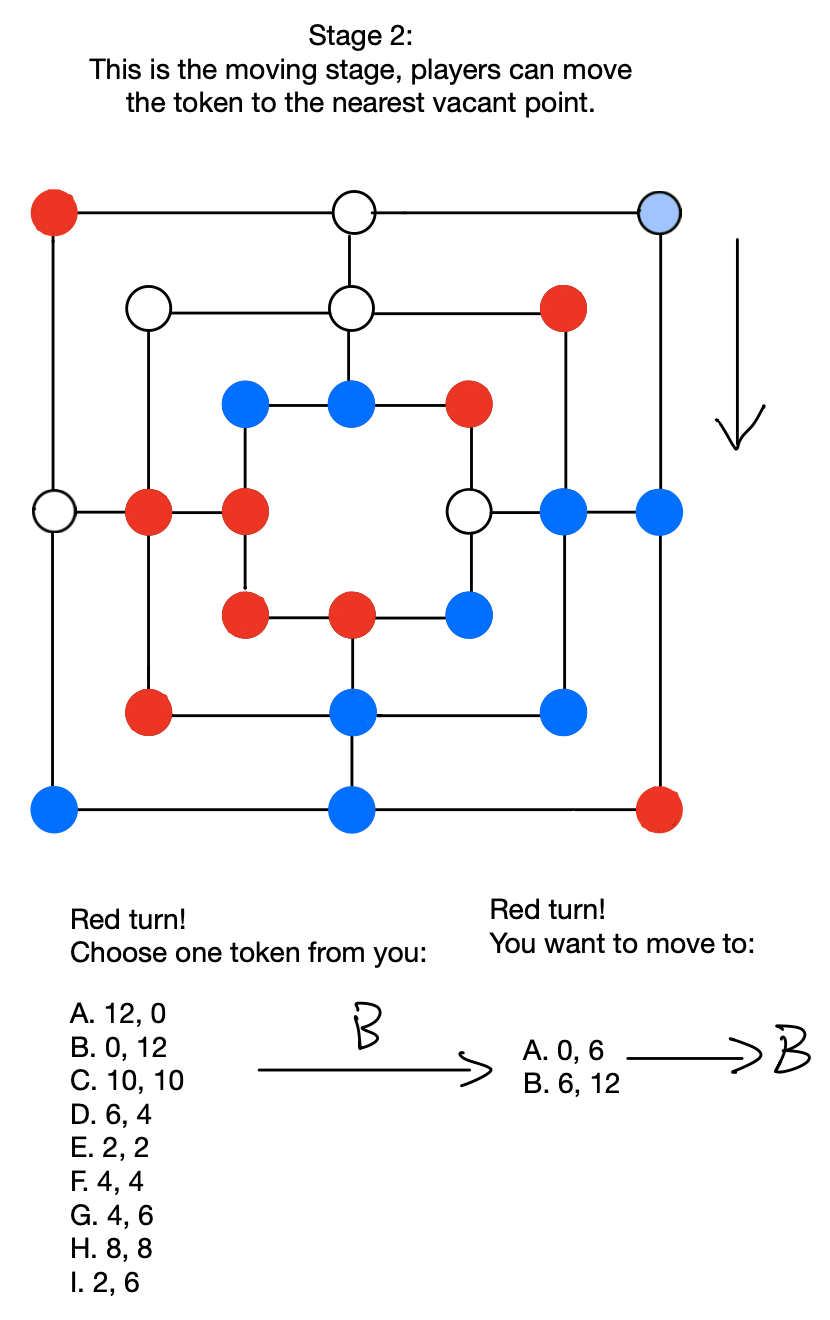 Stage 2:
This is the moving stage, players can move
the token to the nearest vacant point.
Red turn!
Choose one token from you:
A. 12, 0
B. 0, 12
C. 10, 10
D. 6, 4
E. 2, 2
F. 4, 4
G. 4, 6
H. 8, 8
I. 2, 6
B
Red turn!
You want to move to:
A. 0, 6
B. 6, 12
B